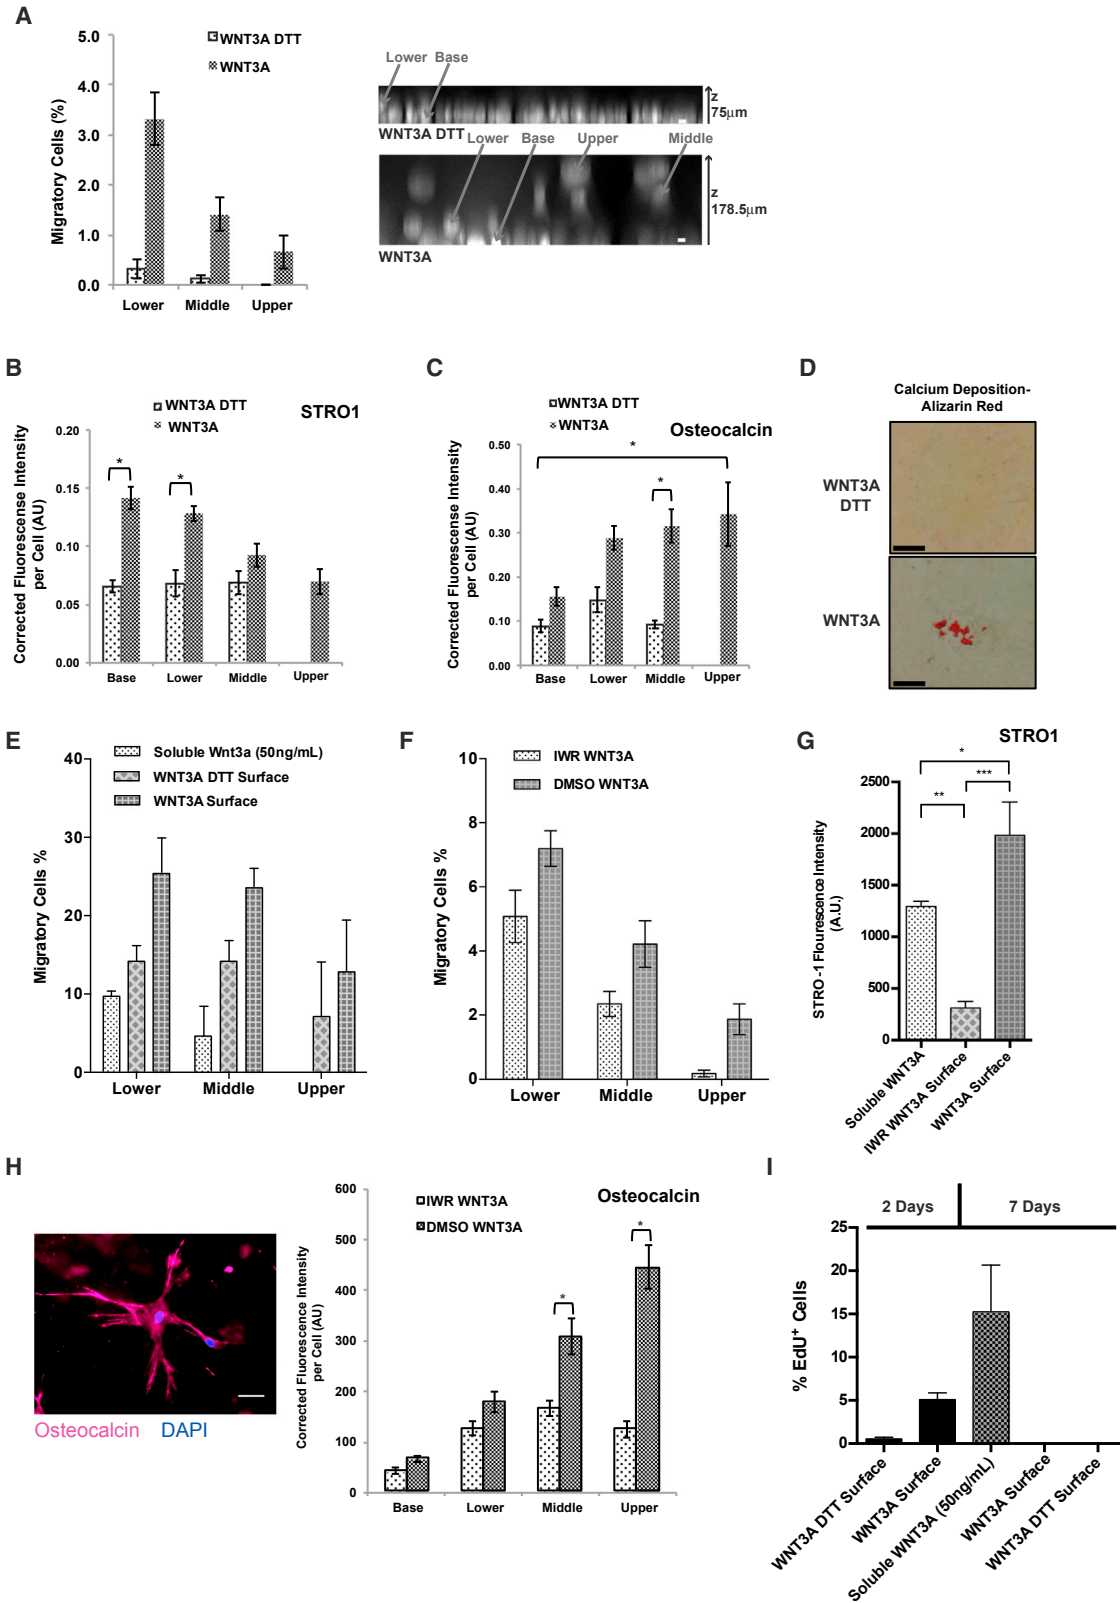 A
Migratory Cells (%)
5.0
4.0
3.0
2.0
1.0
0.0
WNT3A DTT
WNT3A
Lower Middle Upper
Lower Base
z
75μm
WNT3A DTT
Lower Base Upper Middle
z
178.5μm
WNT3A
B
STRO1
WNT3A DTT
WNT3A
Corrected Fluorescense Intensity
per Cell (AU)
0.20
0.15
0.10
0.05
0.00
*
*
Base Lower Middle Upper
C
Osteocalcin
WNT3A DTT
WNT3A
Corrected Fluorescense Intensity
per Cell (AU)
0.50
0.40
0.30
0.20
0.10
0.00
*
*
Base Lower Middle Upper
D
Calcium Deposition-
Alizarin Red
WNT3A
DTT
WNT3A
E
Soluble Wnt3a (50ng/mL)
WNT3A DTT Surface
WNT3A Surface
Migratory Cells %
40
30
20
10
0
Lower Middle Upper
F
IWR WNT3A
DMSO WNT3A
Migratory Cells %
10
8
6
4
2
0
Lower Middle Upper
G
STRO1
STRO -1 Flourescence Intensity
(A.U.)
2500
2000
1500
1000
500
0
*
***
**
Soluble WNT3A
IWR WNT3A Surface
WNT3A Surface
H
Osteocalcin DAPI
Osteocalcin
IWR WNT3A
DMSO WNT3A
Corrected Fluorescence Intensity
per Cell (AU)
600
500
400
300
200
100
0
*
*
Base Lower Middle Upper
I
2 Days 7 Days
% EdU+ Cells
25
20
15
10
5
0
WNT3A DTT Surface
WNT3A Surface
Soluble WNT3A (50ng/mL)
WNT3A Surface
WNT3A DTT Surface